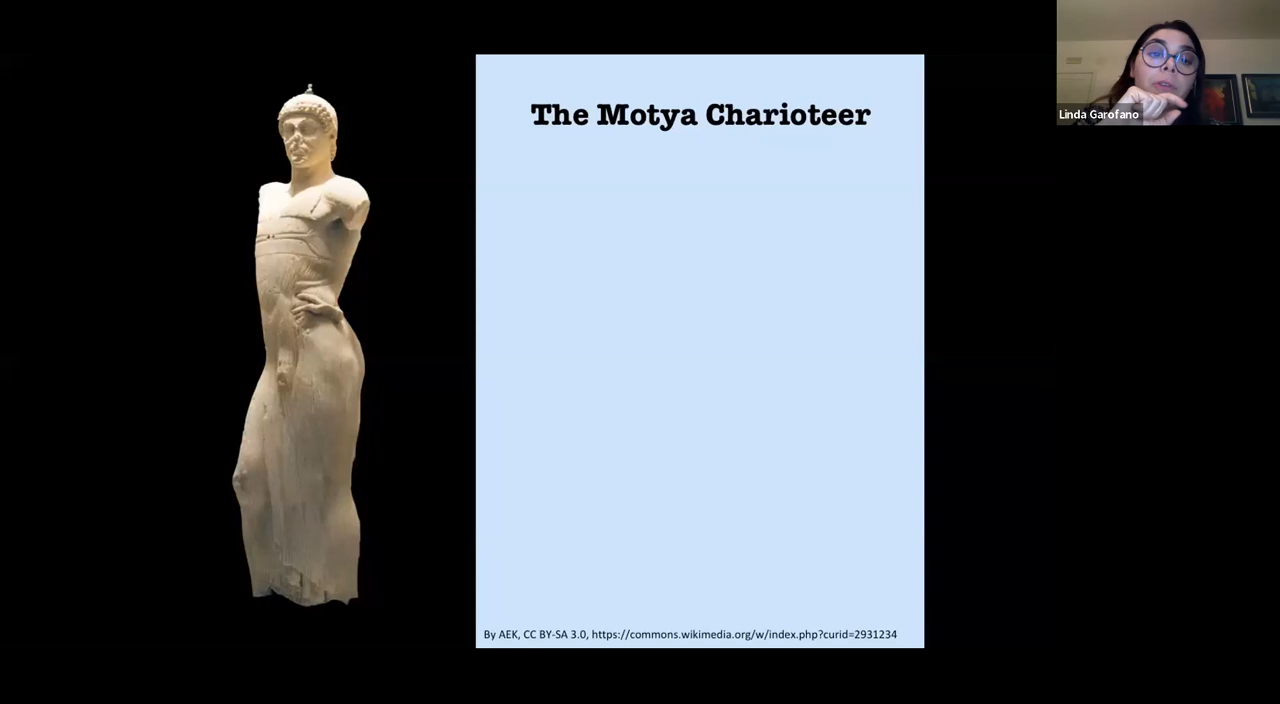 The Motya Charioteer
Linda Garofano
By AEK, CC BY-SA 3.0, https://commons.wikimedia.org/w/index.php?curid=2931234